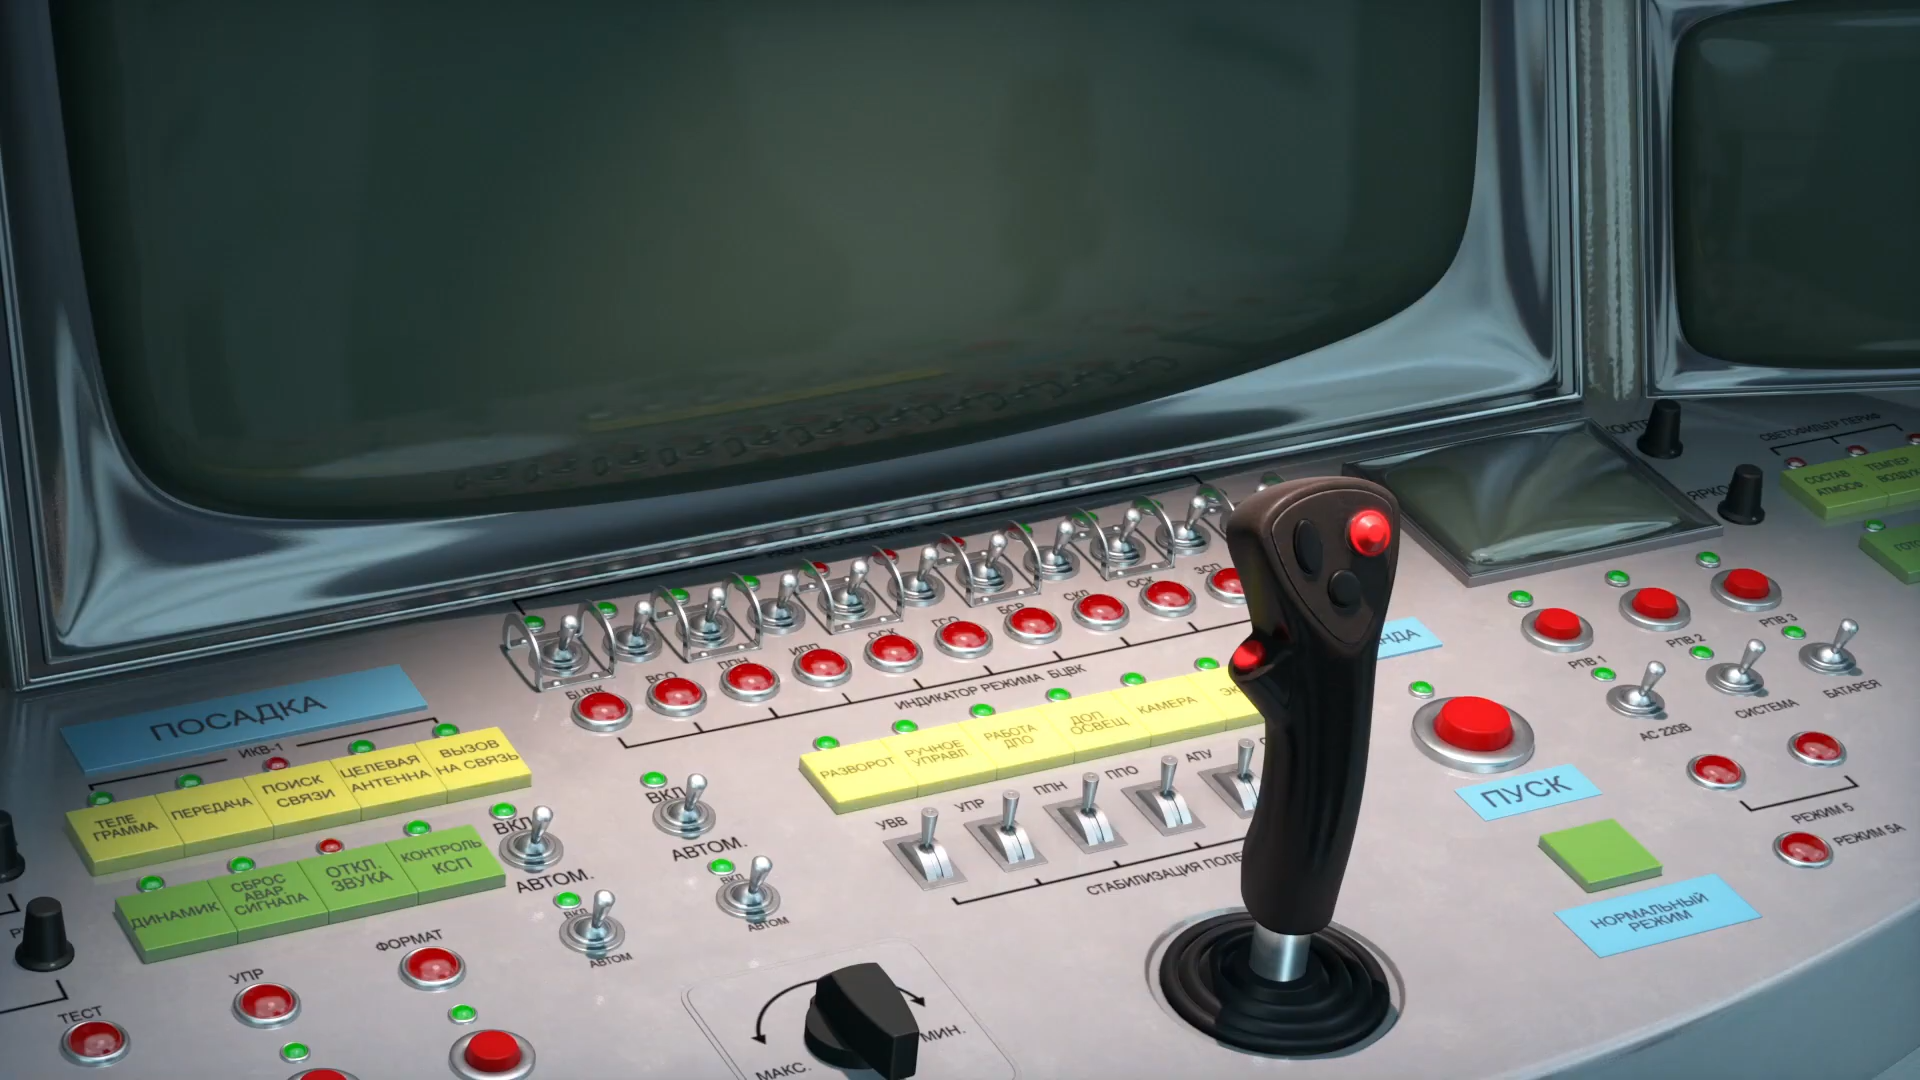 ПОСАДКА
ИКВ-1
ТЕЛЕ
ГРАММА
ПЕРЕДАЧА
ПОИСК
СВЯЗИ
ЦЕЛЕВАЯ
АНТЕННА
ВЫЗОВ
НА СВЯЗЬ
ДИНАМИК
СБРОС
АВАР.
СИГНАЛА
ОТКЛ.
ЗВУКА
КОНТРОЛЬ
КСП
ВКЛ
АВТОМ.
ВКЛ
АВТОМ
ВКЛ
АВТОМ.
ВКЛ
АВТОМ
ФОРМАТ
УПР
ТЕСТ
МАКС.
МИН.
БЦВК
ВСО
ППН
ИПП
ОСК
ГСО
БСР
СКЛ
ОСК
ЗСП
ИНДИКАТОР РЕЖИМА БЦВК
РАЗВОРОТ
РУЧНОЕ
УПРАВЛ
РАБОТА
ДПО
ДОП
ОСВЕЩ
КАМЕРА
УВВ
УПР
ППН
ППО
АПУ
СТАБИЛИЗАЦИЯ
СВЕТОФИЛЬТР
СОСТАВ
АТМОСФ
РПВ 1
РПВ 2
РПВ 3
АС 220В
СИСТЕМА
БАТАРЕЯ
ПУСК
РЕЖИМ 5
РЕЖИМ 5А
НОРМАЛЬНЫЙ
РЕЖИМ